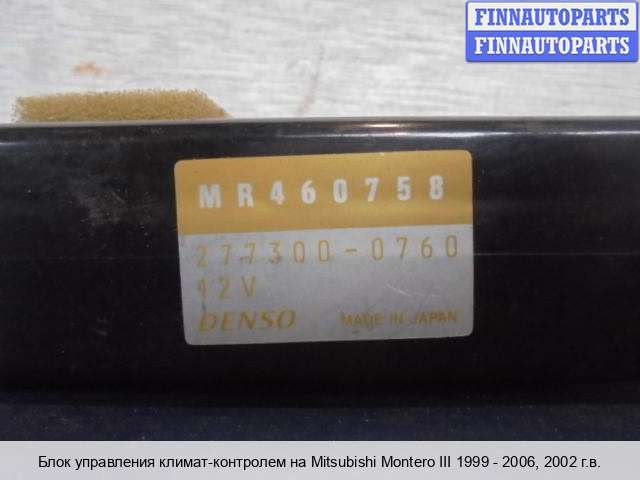 FINNAUTOPARTS
FINNAUTOPARTS
MR460758
277300-0760
12V
DENSO MADE IN JAPAN
Блок управления климат-контролем на Mitsubishi Montero III 1999 - 2006, 2002 г.в.